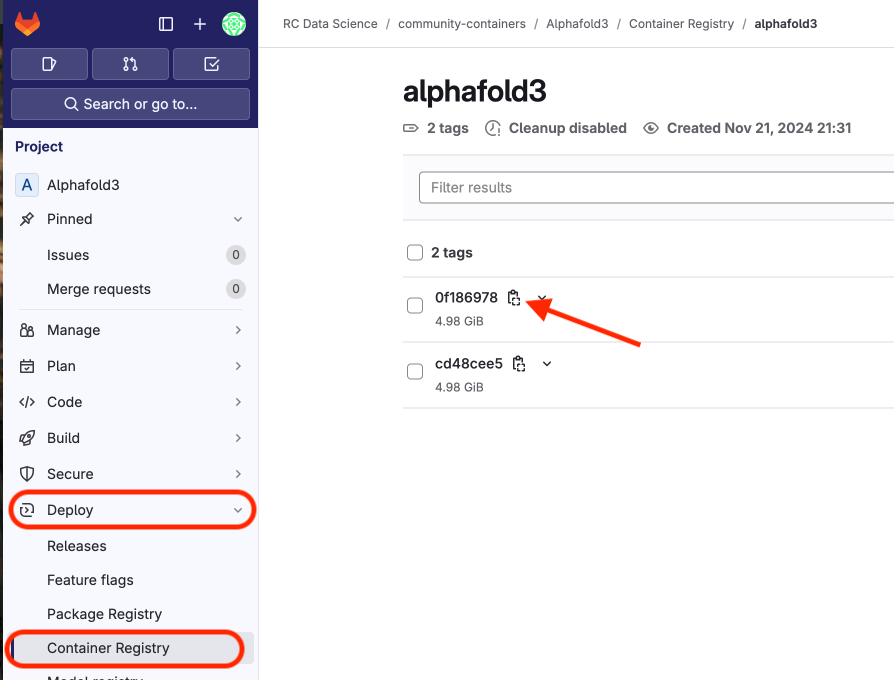 RC Data Science / community-containers / Alphafold3 / Container Registry / alphafold3
Search or go to...
Project
A Alphafold3
Pinned
Issues 0
Merge requests 0
Manage
Plan
Code
Build
Secure
Deploy
Releases
Feature flags
Package Registry
Container Registry
Model registry
alphafold3
2 tags Cleanup disabled Created Nov 21, 2024 21:31
Filter results
2 tags
0f186978
4.98 GiB
cd48cee5
4.98 GiB